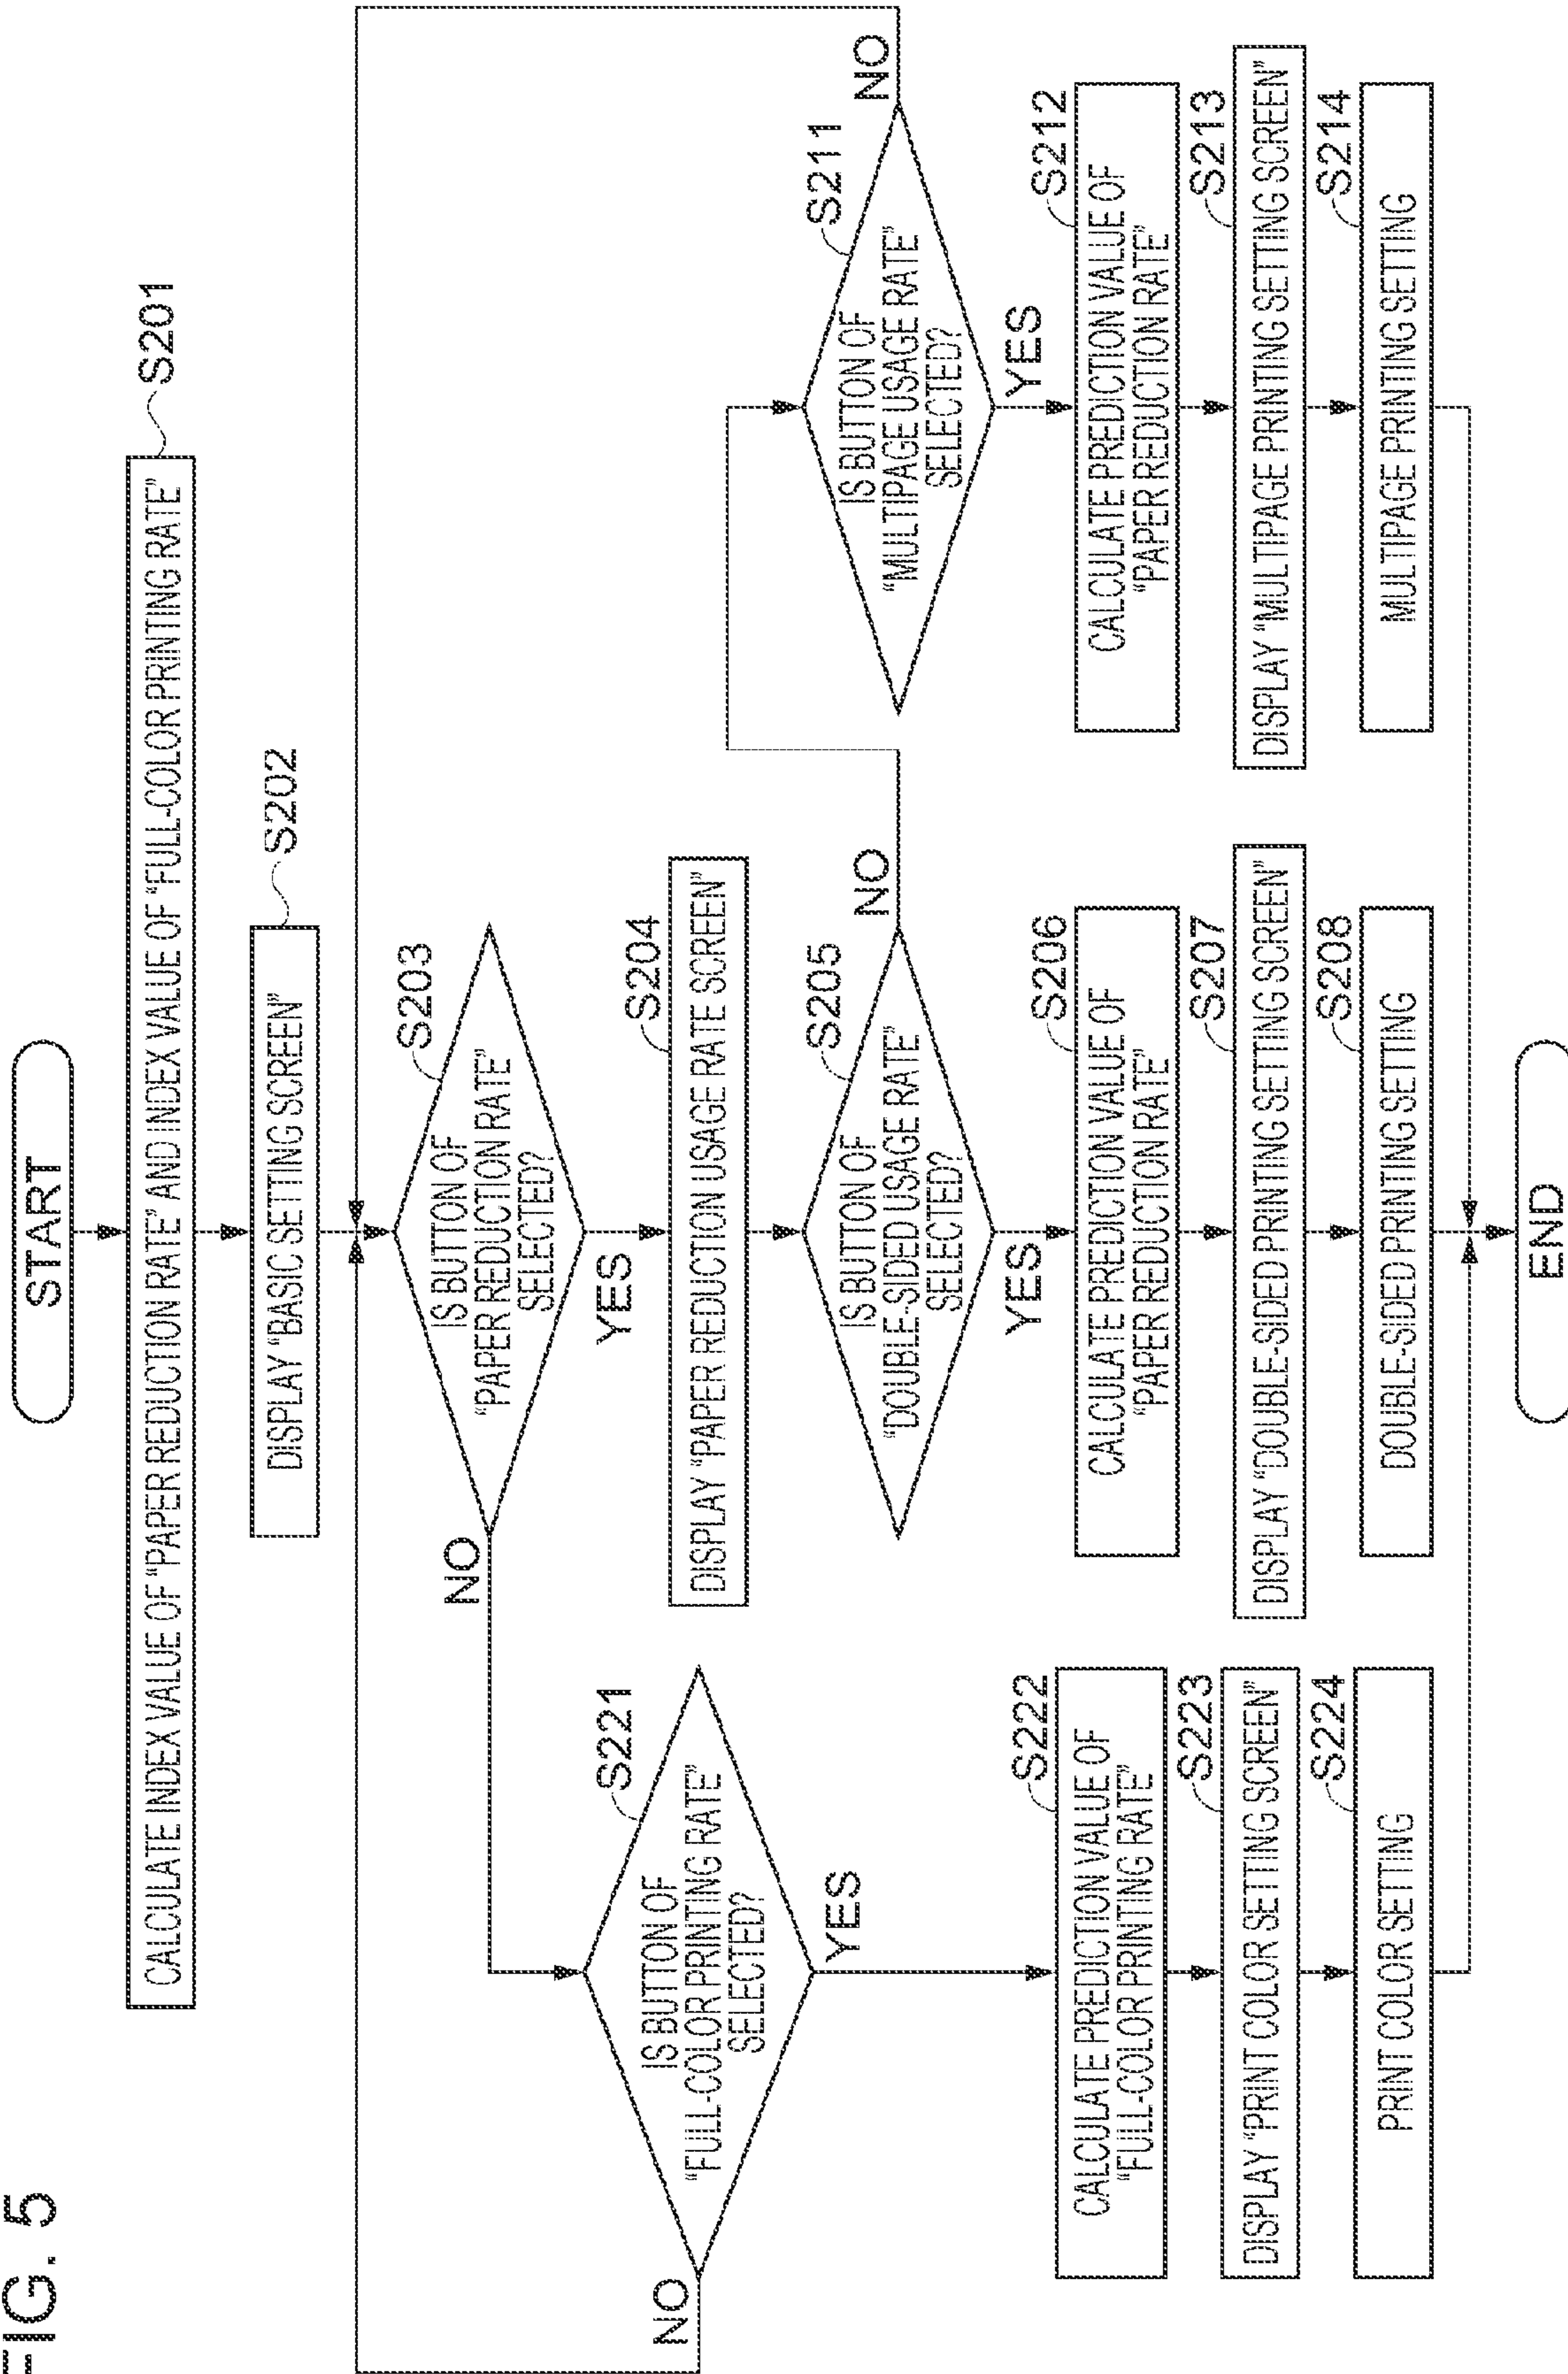 FIG. 5
START
CALCULATE INDEX VALUE OF "PAPER REDUCTION RATE" AND INDEX VALUE OF "FULL-COLOR PRINTING RATE"
S201
DISPLAY "BASIC SETTING SCREEN"
S202
IS BUTTON OF
"PAPER REDUCTION RATE"
SELECTED?
S203
NO
YES
DISPLAY "PAPER REDUCTION USAGE RATE SCREEN"
S204
IS BUTTON OF
"DOUBLE-SIDED USAGE RATE"
SELECTED?
S205
NO
YES
CALCULATE PREDICTION VALUE OF
"PAPER REDUCTION RATE"
S206
DISPLAY "DOUBLE-SIDED PRINTING SETTING SCREEN"
S207
DOUBLE-SIDED PRINTING SETTING
S208
IS BUTTON OF
"MULTIPAGE USAGE RATE"
SELECTED?
S211
NO
YES
CALCULATE PREDICTION VALUE OF
"PAPER REDUCTION RATE"
S212
DISPLAY "MULTIPAGE PRINTING SETTING SCREEN"
S213
MULTIPAGE PRINTING SETTING
S214
IS BUTTON OF
"FULL-COLOR PRINTING RATE"
SELECTED?
S221
NO
YES
CALCULATE PREDICTION VALUE OF
"FULL-COLOR PRINTING RATE"
S222
DISPLAY "PRINT COLOR SETTING SCREEN"
S223
PRINT COLOR SETTING
S224
END